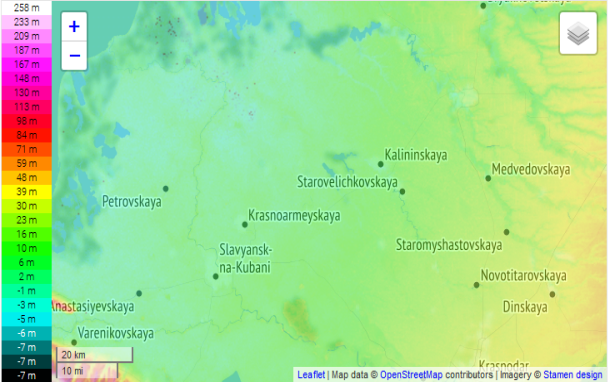 258 m
233 m
209 m
187 m
167 m
148 m
130 m
113 m
98 m
84 m
71 m
59 m
48 m
39 m
30 m
23 m
16 m
10 m
6 m
2 m
-1 m
-3 m
-5 m
-6 m
-7 m
-7 m
-7 m
+
−
Kalininskaya
Medvedovskaya
Starovelichkovskaya
Petrovskaya
Krasnoarmeyskaya
Staromyshastovskaya
Slavyansk-
na-Kubani
Novotitarovskaya
Anastasiyevskaya
Dinskaya
Varenikovskaya
20 km
10 mi
Krasnodar
Leaflet | Map data © OpenStreetMap contributors | Imagery © Stamen design